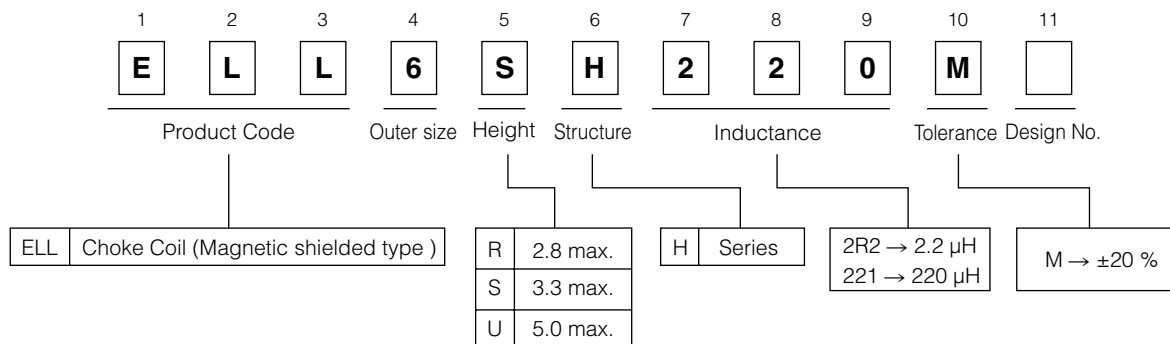 1 2 3 4 5 6 7 8 9 10 11
E L L 6 S H 2 2 0 M
Product Code Outer size Height Structure Inductance Tolerance Design No.
ELL Choke Coil (Magnetic shielded type )
R 2.8 max.
S 3.3 max.
U 5.0 max.
H Series
2R2 → 2.2 µH
221 → 220 µH
M → ±20 %